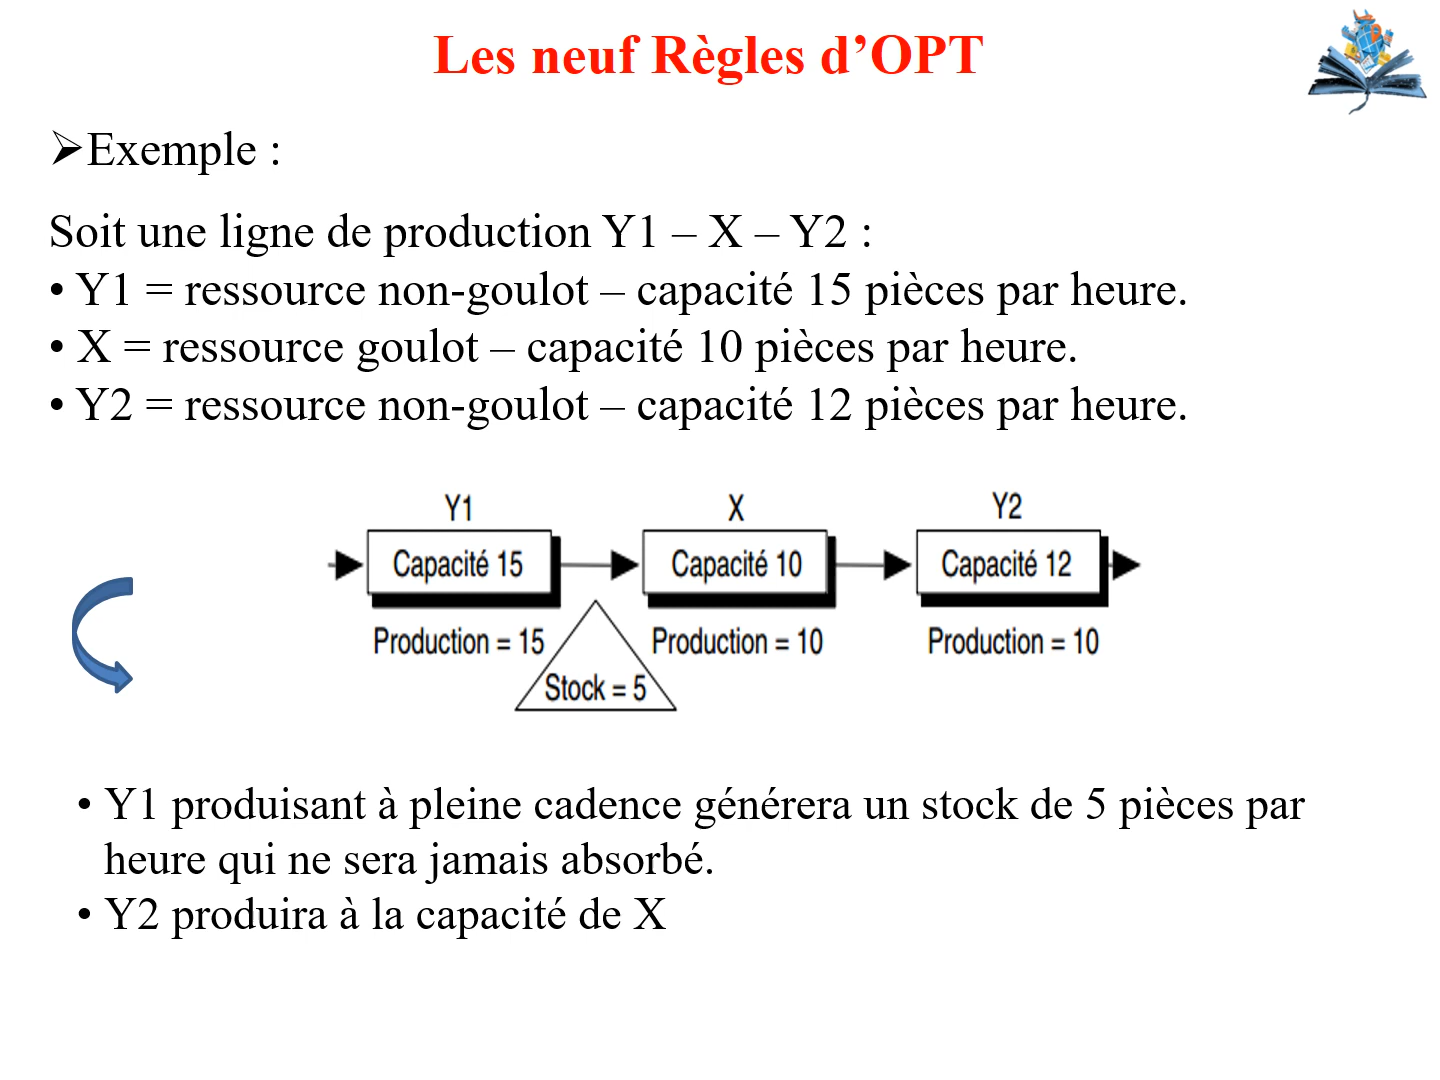 Les neuf Règles d’OPT
➢Exemple :
Soit une ligne de production Y1 – X – Y2 :
• Y1 = ressource non-goulot – capacité 15 pièces par heure.
• X = ressource goulot – capacité 10 pièces par heure.
• Y2 = ressource non-goulot – capacité 12 pièces par heure.
Y1 X Y2
Capacité 15 Capacité 10 Capacité 12
Production = 15 Production = 10 Production = 10
Stock = 5
• Y1 produisant à pleine cadence générera un stock de 5 pièces par
heure qui ne sera jamais absorbé.
• Y2 produira à la capacité de X